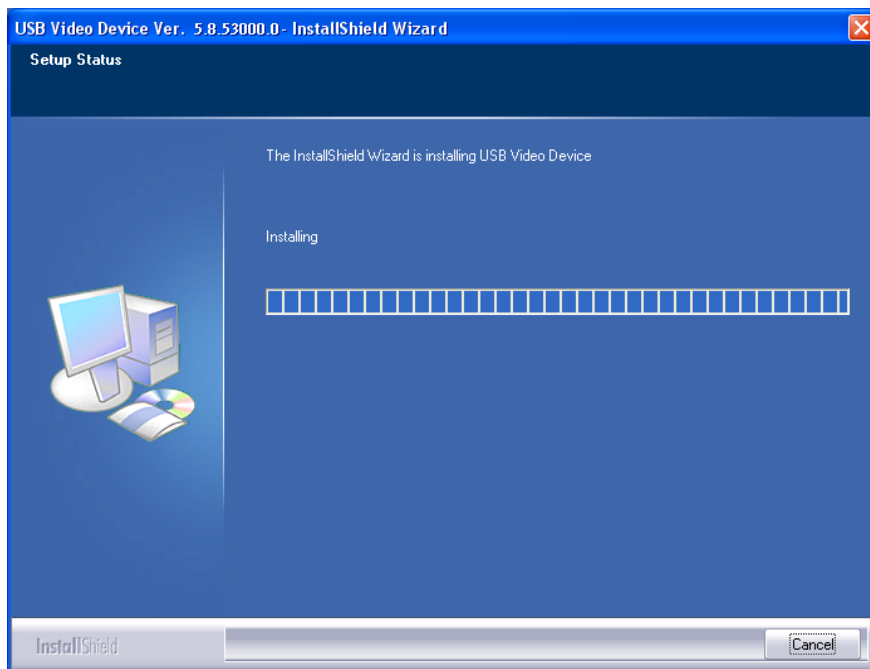 USB Video Device Ver. 5.8.53000.0 - InstallShield Wizard
Setup Status
The InstallShield Wizard is installing USB Video Device
Installing
InstallShield
Cancel